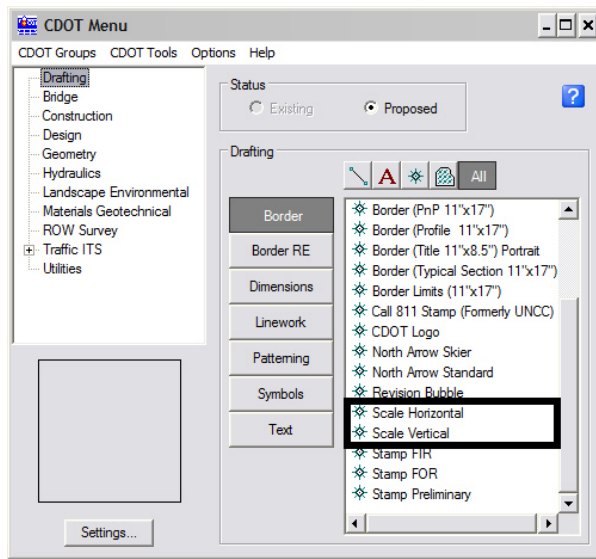 CDOT Menu
CDOT Groups CDOT Tools Options Help
Drafting
Bridge
Construction
Design
Geometry
Hydraulics
Landscape Environmental
Materials Geotechnical
ROW Survey
Traffic ITS
Utilities
Settings...
Status
Existing
Proposed
?
Drafting
A
All
Border
Border RE
Dimensions
Linework
Patterning
Symbols
Text
Border (PnP 11"x17")
Border (Profile 11"x17")
Border (Title 11"x8.5") Portrait
Border (Typical Section 11"x17")
Border Limits (11"x17")
Call 811 Stamp (Formerly UNCC)
CDOT Logo
North Arrow Skier
North Arrow Standard
Revision Bubble
Scale Horizontal
Scale Vertical
Stamp FIR
Stamp FOR
Stamp Preliminary